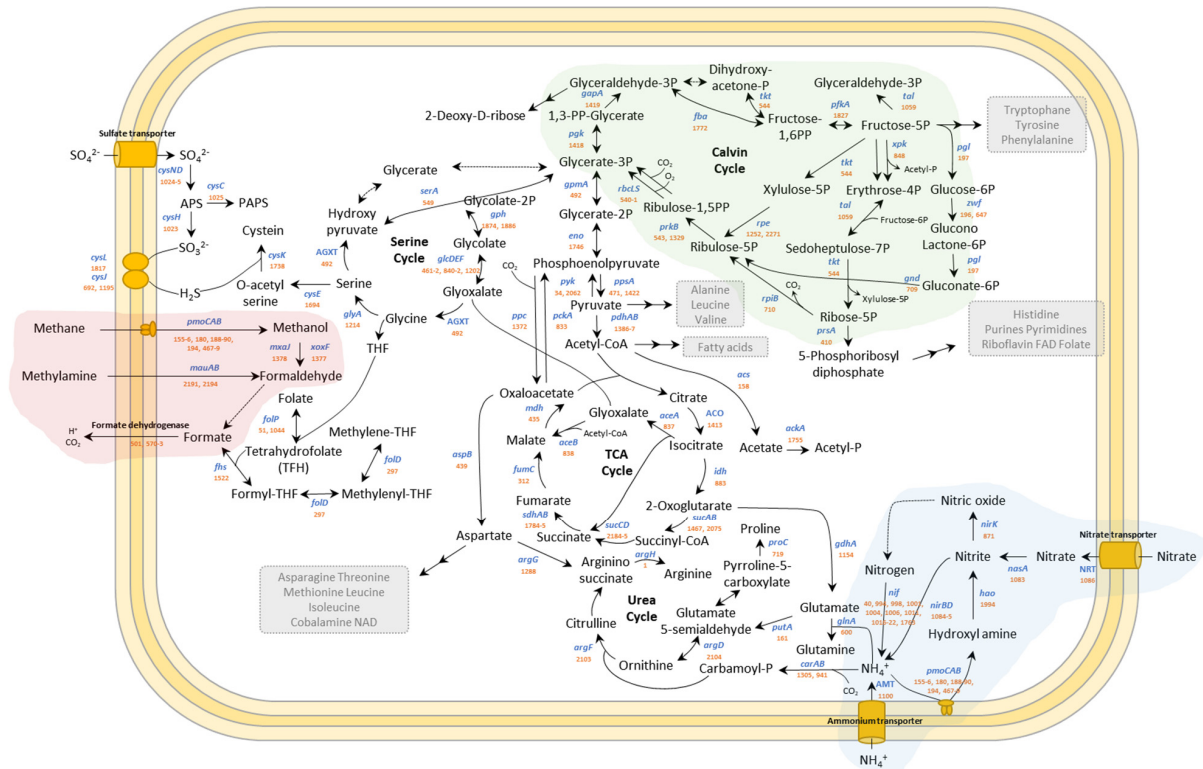 Sulfate transporter
SO₄²⁻
SO₄²⁻
cysND
1024-5
cysC
1025
APS
PAPS
cysH
1023
SO₃²⁻
cysL
1817
cysJ
692, 1195
H₂S
Cystein
cysK
1738
O-acetyl
serine
cysE
1694
Methane
pmoCAB
155-6, 180, 188-90,
194, 467-9
Methanol
mxaJ
1378
xoxF
1377
Methylamine
mauAB
2191, 2194
Formaldehyde
Folate
folP
51, 1044
Formate dehydrogenase
501, 570-3
H⁺
CO₂
Formate
Tetrahydrofolate
(TFH)
fhs
1522
Formyl-THF
folD
297
Methylenyl-THF
folD
297
Methylene-THF
THF
Glycerate
Hydroxy
pyruvate
AGXT
492
Serine
glyA
1214
Glycine
AGXT
492
Serine
Cycle
serA
549
Glycolate-2P
gph
1874, 1886
Glycolate
glcDEF
461-2, 840-2, 1202
Glyoxalate
2-Deoxy-D-ribose
Glyceraldehyde-3P
gapA
1419
1,3-PP-Glycerate
pgk
1418
Glycerate-3P
gpmA
492
Glycerate-2P
eno
1746
Phosphoenolpyruvate
CO₂
pyk
34, 2062
ppsA
471, 1422
Pyruvate
ppc
1372
pckA
833
pdhAB
1386-7
Acetyl-CoA
Alanine
Leucine
Valine
Fatty acids
Dihydroxy-
acetone-P
tkt
544
fba
1772
Fructose-
1,6PP
pfkA
1827
Glyceraldehyde-3P
tal
1059
Fructose-5P
Tryptophane
Tyrosine
Phenylalanine
Calvin
Cycle
CO₂
O₂
rbcLS
540-1
Ribulose-1,5PP
prkB
543, 1329
Xylulose-5P
rpe
1252, 2271
Ribulose-5P
tkt
544
xpk
848
Acetyl-P
Erythrose-4P
tal
1059
Fructose-6P
Sedoheptulose-7P
tkt
544
Xylulose-5P
pgl
197
Glucose-6P
zwf
198, 647
Glucono
Lactone-6P
pgl
197
gnd
709
Gluconate-6P
CO₂
rpiB
710
Ribose-5P
prsA
410
5-Phosphoribosyl
diphosphate
Histidine
Purines Pyrimidines
Riboflavin FAD Folate
acs
158
Acetate
ackA
1755
Acetyl-P
Oxaloacetate
mdh
435
Citrate
ACO
1413
Glyoxalate
aceA
837
Acetyl-CoA
aceB
838
Malate
Isocitrate
TCA
Cycle
fumC
312
idh
883
Fumarate
2-Oxoglutarate
sdhAB
1784-5
sucCD
2184-5
sucAB
1467, 2075
Succinate
Succinyl-CoA
aspB
439
Aspartate
Asparagine Threonine
Methionine Leucine
Isoleucine
Cobalamine NAD
argG
1288
Arginino
succinate
argH
1
Arginine
Urea
Cycle
Citrulline
argF
2103
Ornithine
argD
2104
Glutamate
5-semialdehyde
Pyrroline-5-
carboxylate
proC
719
Proline
putA
161
gdhA
1154
Glutamate
glnA
600
Glutamine
Carbamoyl-P
carAB
1305, 941
CO₂
NH₄⁺
AMT
1100
Ammonium transporter
NH₄⁺
Nitric oxide
nirK
871
Nitrogen
nif
Nitrite
nasA
1083
Nitrate
NRT
1086
Nitrate transporter
Nitrate
nirBD
1084-5
hao
1994
Hydroxyl amine
pmoCAB
155-6, 180, 188-90,
194, 467-9